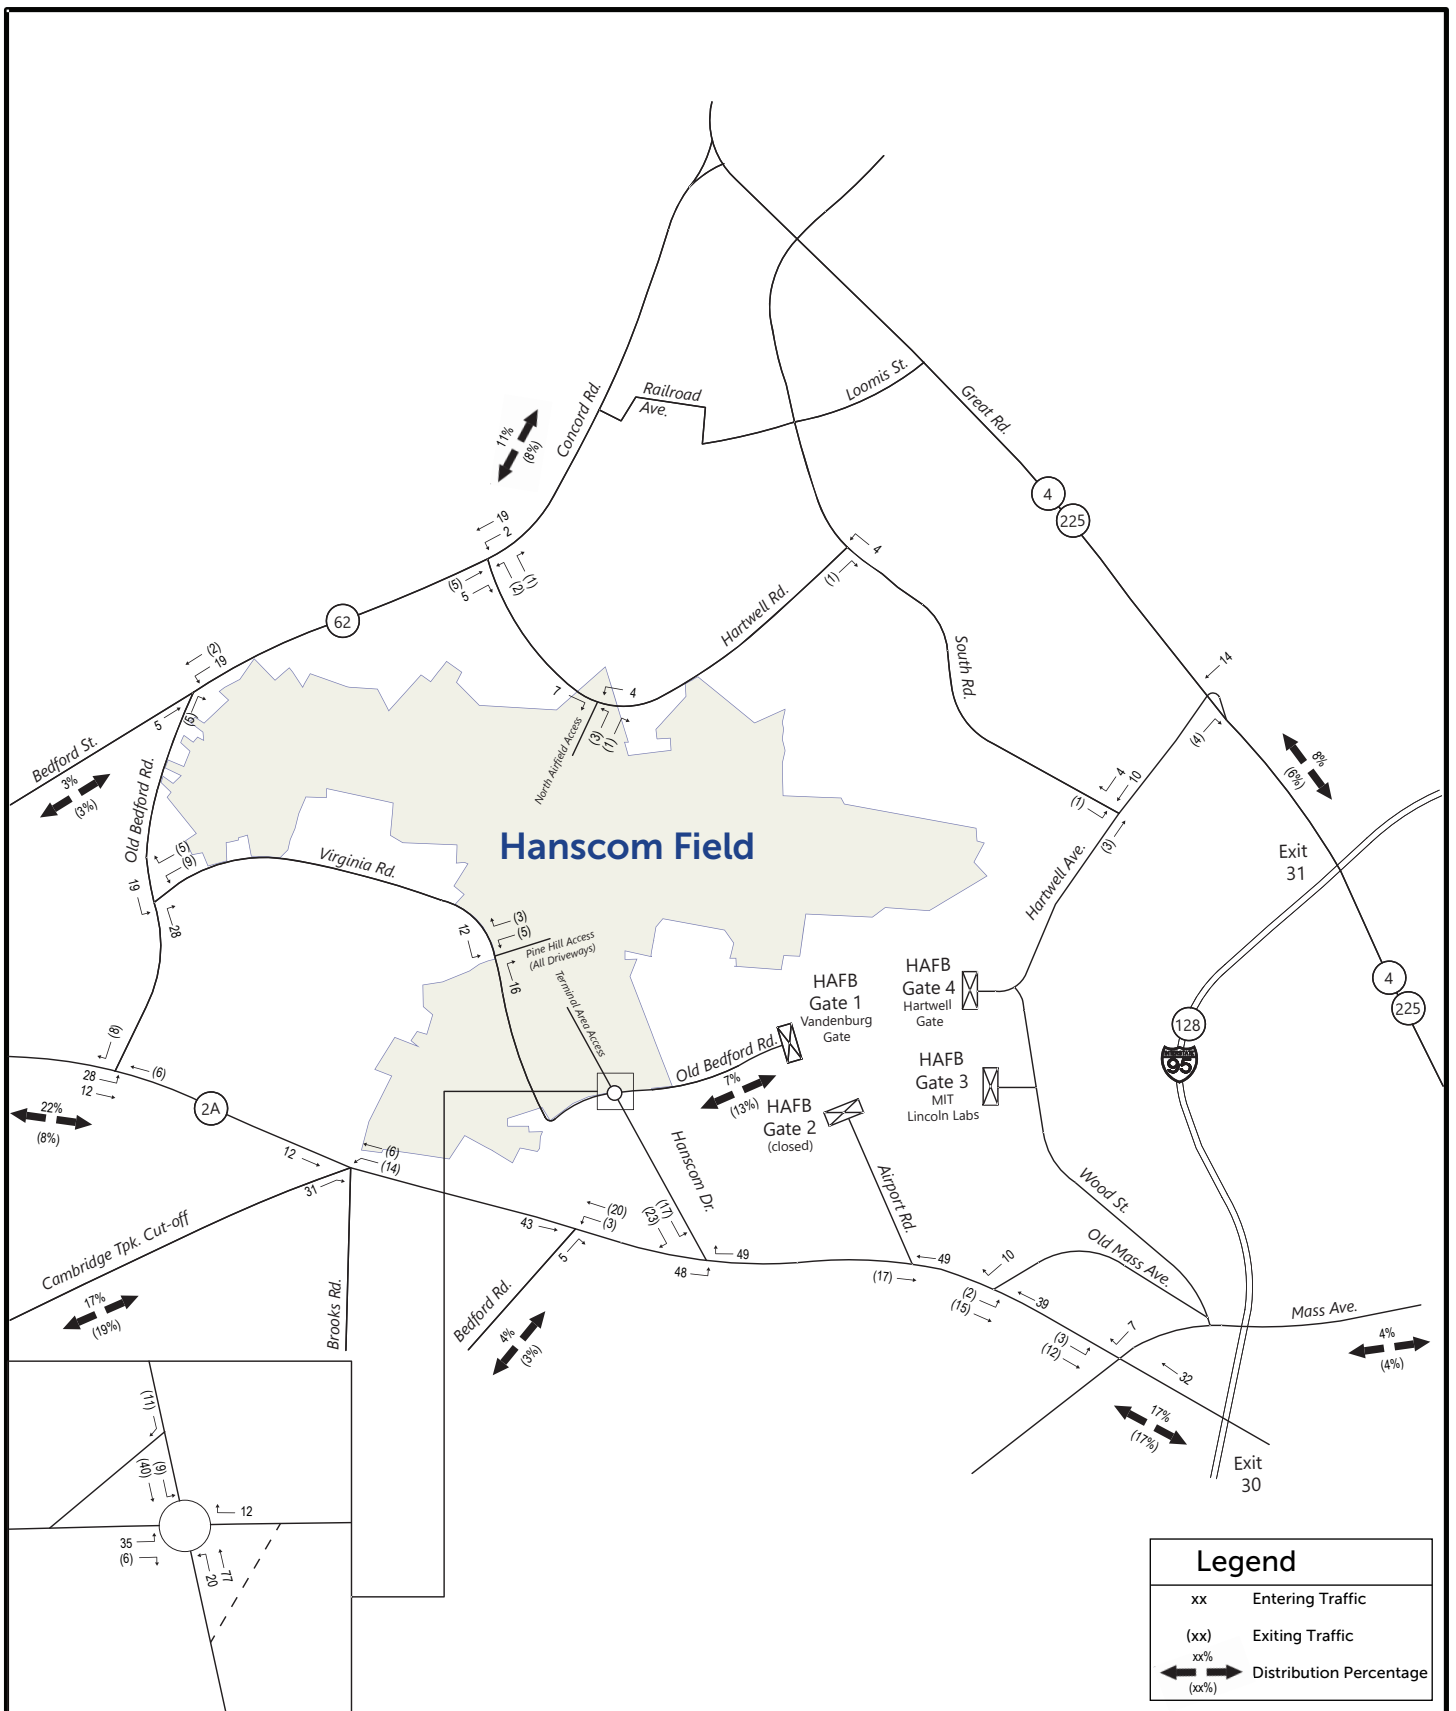 Concord Rd.
Railroad
Ave.
Loomis St.
Great Rd.
4
225
11%
(8%)
19
2
(5)
5
(2)
(1)
62
4
(1)
Hartwell Rd.
South Rd.
(2)
19
5
(5)
Bedford St.
3%
(3%)
Old Bedford Rd.
7
4
(3)
(1)
North Airfield Access
14
(4)
8%
(6%)
4
10
(1)
(3)
Hartwell Ave.
Exit
31
Hanscom Field
Virginia Rd.
(5)
(9)
19
28
12
(3)
(5)
Pine Hill Access
(All Driveways)
16
Terminal Area Access
HAFB
Gate 1
Vandenburg
Gate
HAFB
Gate 4
Hartwell
Gate
4
225
128
INTERSTATE
95
HAFB
Gate 3
MIT
Lincoln Labs
Old Bedford Rd.
7%
(13%)
HAFB
Gate 2
(closed)
(8)
(6)
28
12
22%
(8%)
2A
12
(6)
(14)
31
Cambridge Tpk. Cut-off
17%
(19%)
Brooks Rd.
Hanscom Dr.
Airport Rd.
Wood St.
Old Mass Ave.
Mass Ave.
43
(20)
(3)
5
Bedford Rd.
4%
(3%)
(17)
(23)
49
48
49
(17)
10
(2)
(15)
39
7
(3)
(12)
32
4%
(4%)
17%
(17%)
Exit
30
(11)
(9)
(40)
12
35
(6)
20
77
Legend
xx Entering Traffic
(xx) Exiting Traffic
xx%
Distribution Percentage
(xx%)